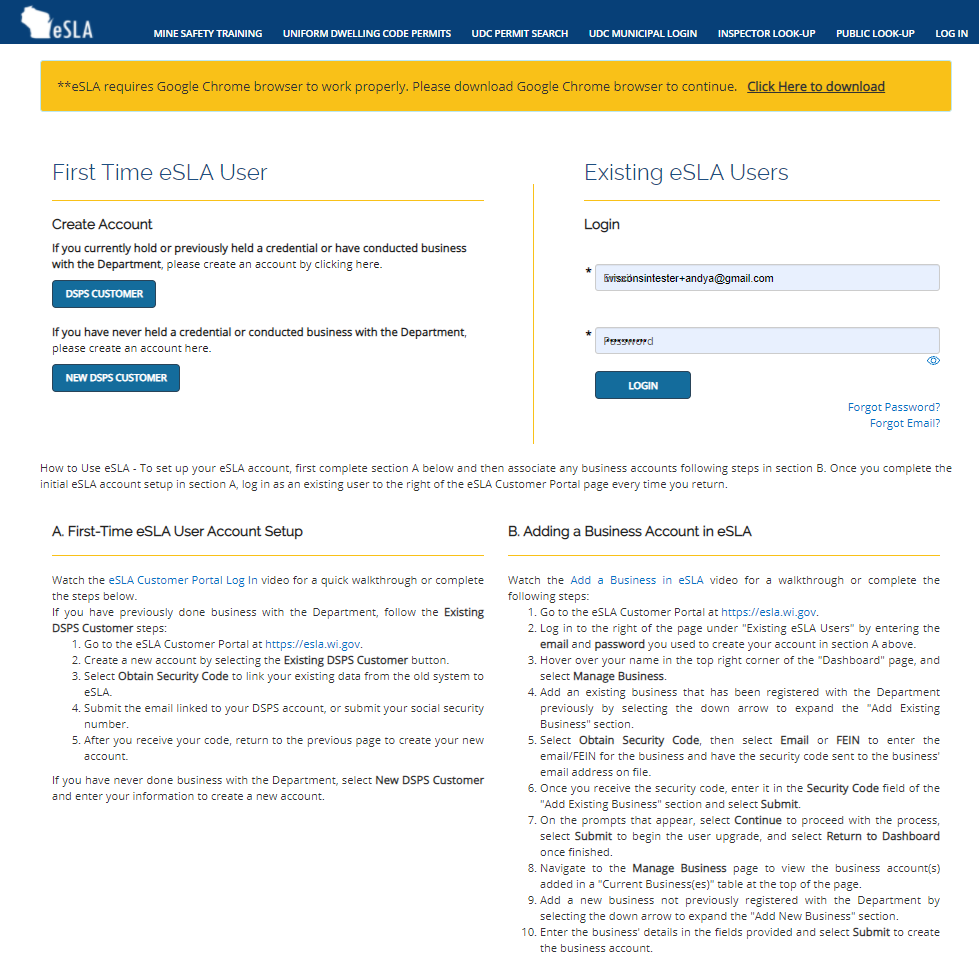 eSLA
MINE SAFETY TRAINING UNIFORM DWELLING CODE PERMITS UDC PERMIT SEARCH UDC MUNICIPAL LOGIN INSPECTOR LOOK-UP PUBLIC LOOK-UP LOG IN
**eSLA requires Google Chrome browser to work properly. Please download Google Chrome browser to continue. Click Here to download
First Time eSLA User
Create Account
If you currently hold or previously held a credential or have conducted business
with the Department, please create an account by clicking here.
DSPS CUSTOMER
If you have never held a credential or conducted business with the Department,
please create an account here.
NEW DSPS CUSTOMER
Existing eSLA Users
Login
*
wisconsintester+andya@gmail.com
*
Password
LOGIN
Forgot Password?
Forgot Email?
How to Use eSLA - To set up your eSLA account, first complete section A below and then associate any business accounts following steps in section B. Once you complete the
initial eSLA account setup in section A, log in as an existing user to the right of the eSLA Customer Portal page every time you return.
A. First-Time eSLA User Account Setup
Watch the eSLA Customer Portal Log In video for a quick walkthrough or complete
the steps below.
If you have previously done business with the Department, follow the Existing
DSPS Customer steps:
1. Go to the eSLA Customer Portal at https://esla.wi.gov.
2. Create a new account by selecting the Existing DSPS Customer button.
3. Select Obtain Security Code to link your existing data from the old system to
eSLA.
4. Submit the email linked to your DSPS account, or submit your social security
number.
5. After you receive your code, return to the previous page to create your new
account.
If you have never done business with the Department, select New DSPS Customer
and enter your information to create a new account.
B. Adding a Business Account in eSLA
Watch the Add a Business in eSLA video for a walkthrough or complete the
following steps:
1. Go to the eSLA Customer Portal at https://esla.wi.gov.
2. Log in to the right of the page under "Existing eSLA Users" by entering the
email and password you used to create your account in section A above.
3. Hover over your name in the top right corner of the "Dashboard" page, and
select Manage Business.
4. Add an existing business that has been registered with the Department
previously by selecting the down arrow to expand the "Add Existing
Business" section.
5. Select Obtain Security Code, then select Email or FEIN to enter the
email/FEIN for the business and have the security code sent to the business'
email address on file.
6. Once you receive the security code, enter it in the Security Code field of the
"Add Existing Business" section and select Submit.
7. On the prompts that appear, select Continue to proceed with the process,
select Submit to begin the user upgrade, and select Return to Dashboard
once finished.
8. Navigate to the Manage Business page to view the business account(s)
added in a "Current Business(es)" table at the top of the page.
9. Add a new business not previously registered with the Department by
selecting the down arrow to expand the "Add New Business" section.
10. Enter the business' details in the fields provided and select Submit to create
the business account.